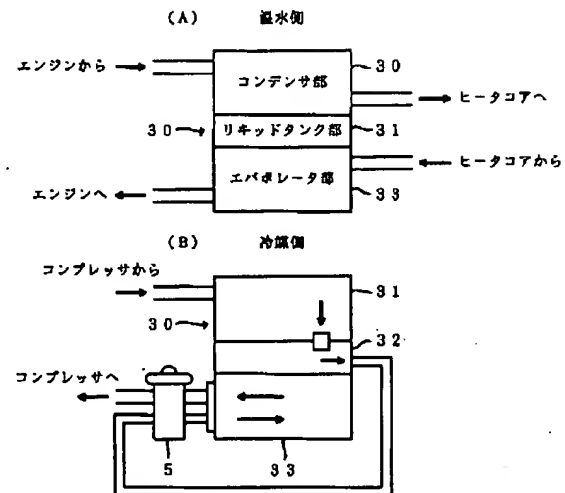 (A) 温水側
エンジンから
コンデンサ部
30
ヒータコアへ
30
リキッドタンク部
31
エバポレータ部
ヒータコアから
エンジンへ
33
(B) 冷媒側
コンプレッサから
31
30
32
コンプレッサへ
5
33